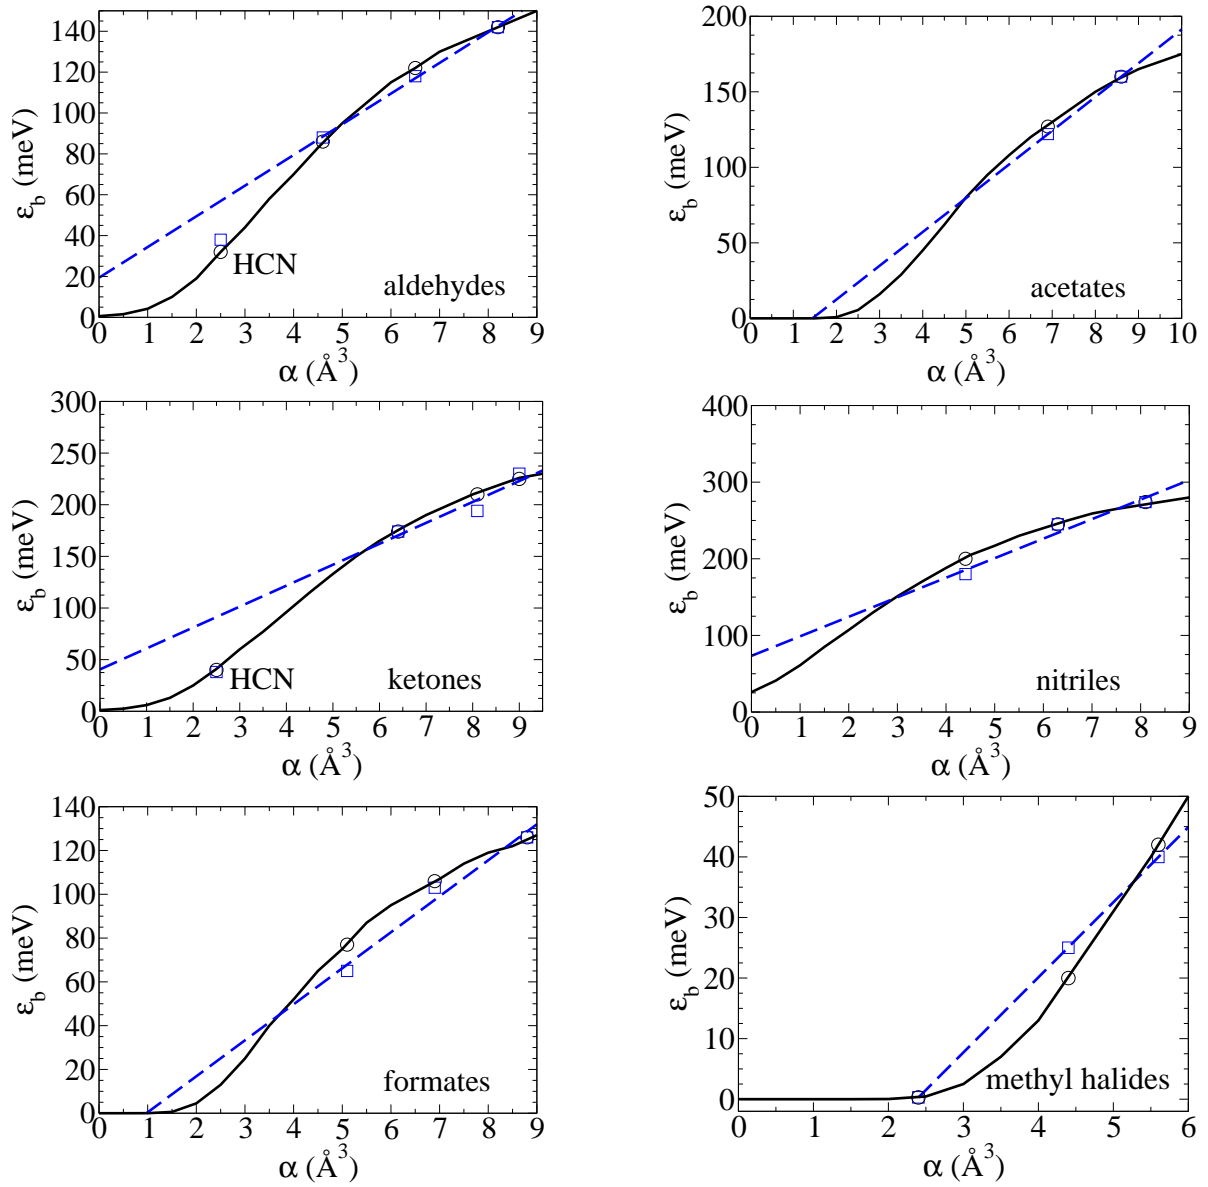 140
120
100
80
60
40
20
0
ε_b (meV)
HCN
aldehydes
0 1 2 3 4 5 6 7 8 9
α (Å^3)
200
150
100
50
0
ε_b (meV)
acetates
0 1 2 3 4 5 6 7 8 9 10
α (Å^3)
300
250
200
150
100
50
0
ε_b (meV)
HCN
ketones
0 1 2 3 4 5 6 7 8 9
α (Å^3)
400
300
200
100
0
ε_b (meV)
nitriles
0 1 2 3 4 5 6 7 8 9
α (Å^3)
140
120
100
80
60
40
20
0
ε_b (meV)
formates
0 1 2 3 4 5 6 7 8 9
α (Å^3)
50
40
30
20
10
0
ε_b (meV)
methyl halides
0 1 2 3 4 5 6
α (Å^3)